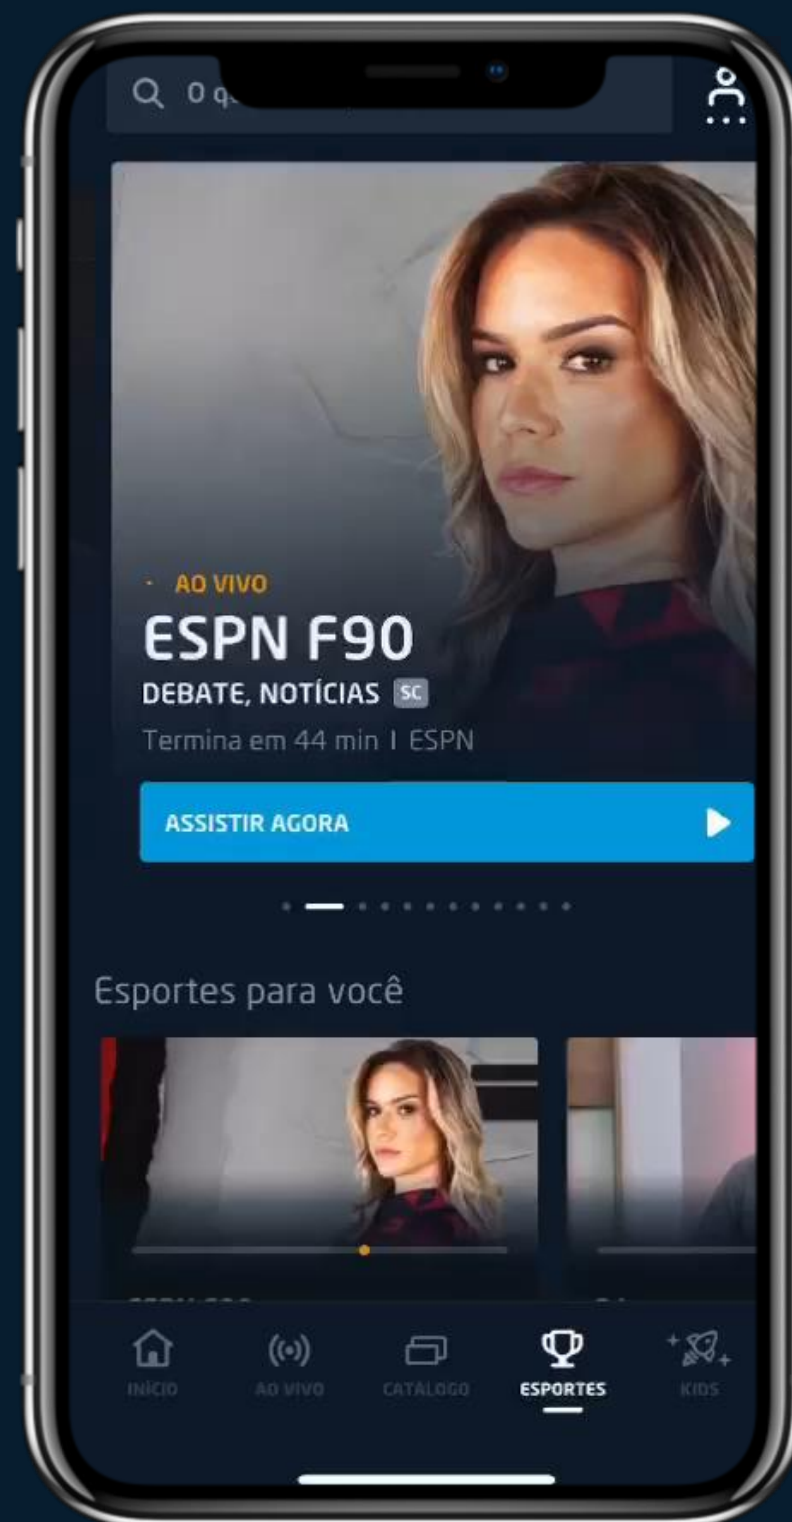 AO VIVO
ESPN F90
DEBATE, NOTÍCIAS SC
Termina em 44 min | ESPN
ASSISTIR AGORA
Esportes para você
INÍCIO
AO VIVO
CATÁLOGO
ESPORTES
KIDS